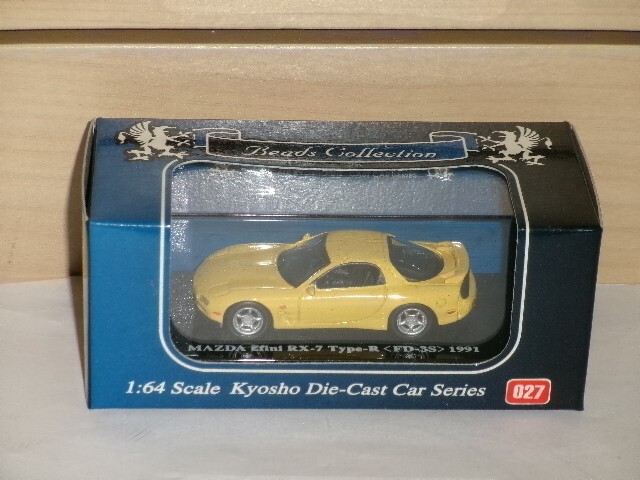 Beads Collection
MAZDA Efini RX-7 Type-R <FD-3S> 1991
1:64 Scale Kyosho Die-Cast Car Series
027